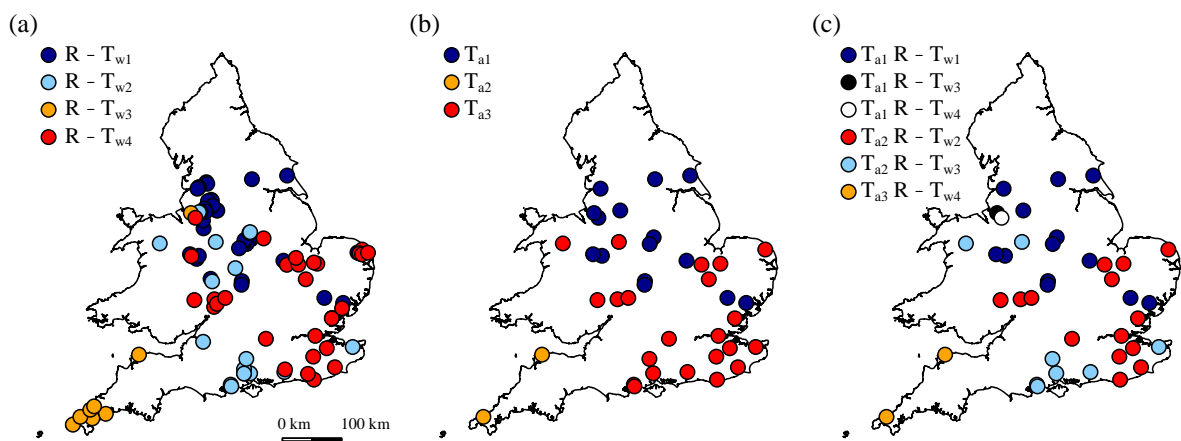 (a)
R – Tw1
R – Tw2
R – Tw3
R – Tw4
0 km 100 km
(b)
Ta1
Ta2
Ta3
(c)
Ta1 R – Tw1
Ta1 R – Tw3
Ta1 R – Tw4
Ta2 R – Tw2
Ta2 R – Tw3
Ta3 R – Tw4